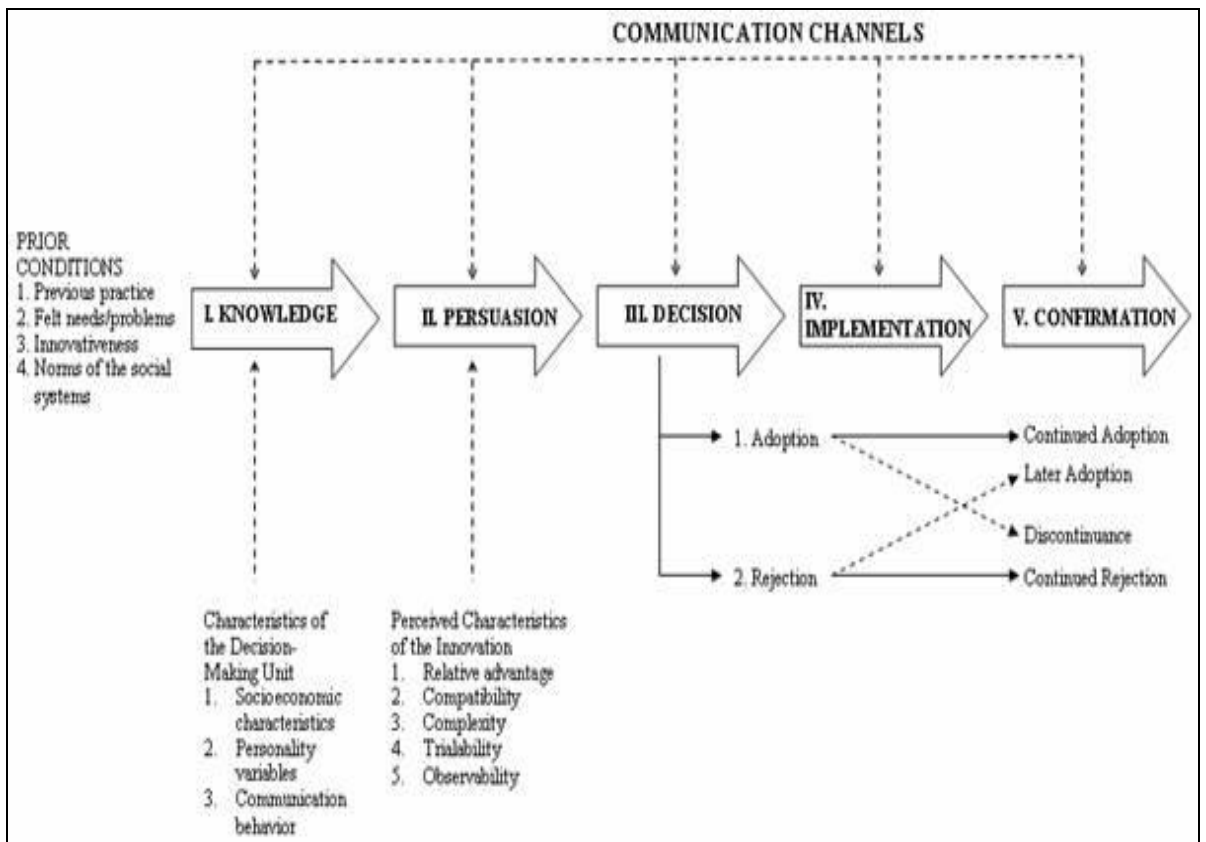 COMMUNICATION CHANNELS
PRIOR
CONDITIONS
1. Previous practice
2. Felt needs/problems
3. Innovativeness
4. Norms of the social
systems
I. KNOWLEDGE
II. PERSUASION
III. DECISION
IV.
IMPLEMENTATION
V. CONFIRMATION
1. Adoption
2. Rejection
Continued Adoption
Later Adoption
Discontinuance
Continued Rejection
Characteristics of
the Decision-
Making Unit
1. Socioeconomic
characteristics
2. Personality
variables
3. Communication
behavior
Perceived Characteristics
of the Innovation
1. Relative advantage
2. Compatibility
3. Complexity
4. Trialability
5. Observability